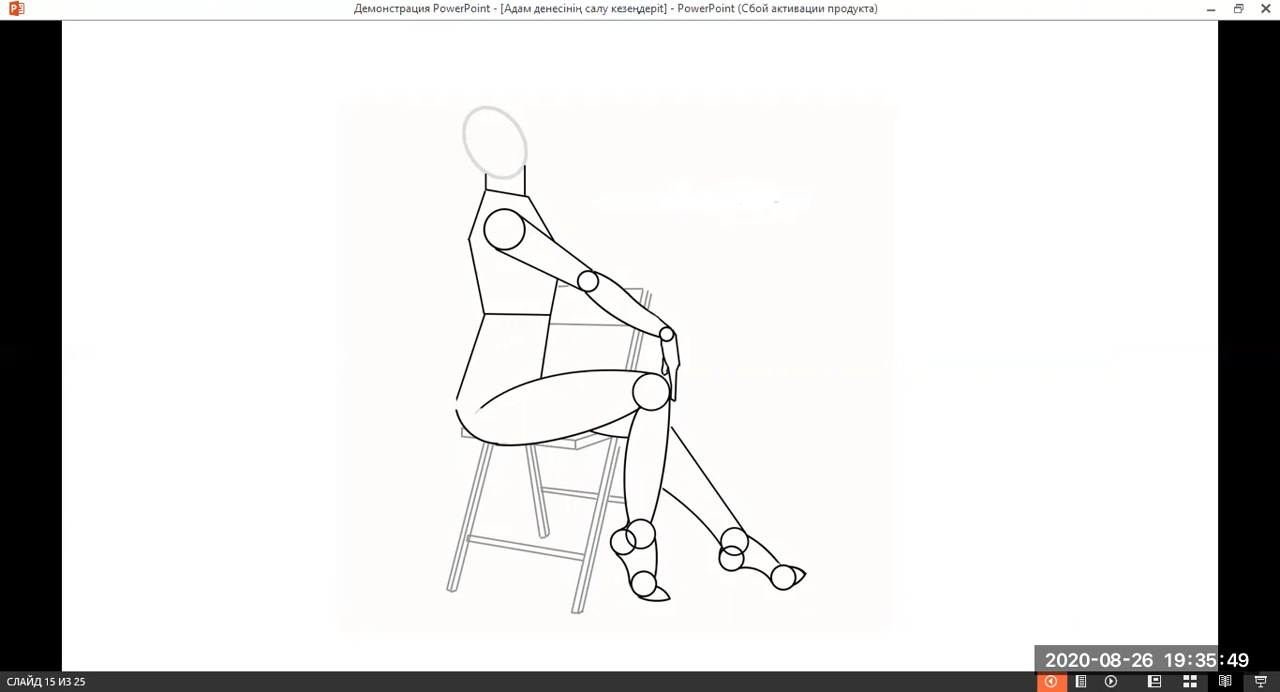 Демонстрация PowerPoint - [Адам денесінің салу кезеңдеріт] - PowerPoint (Сбой активации продукта)
2020-08-26 19:35:49
СЛАЙД 15 ИЗ 25